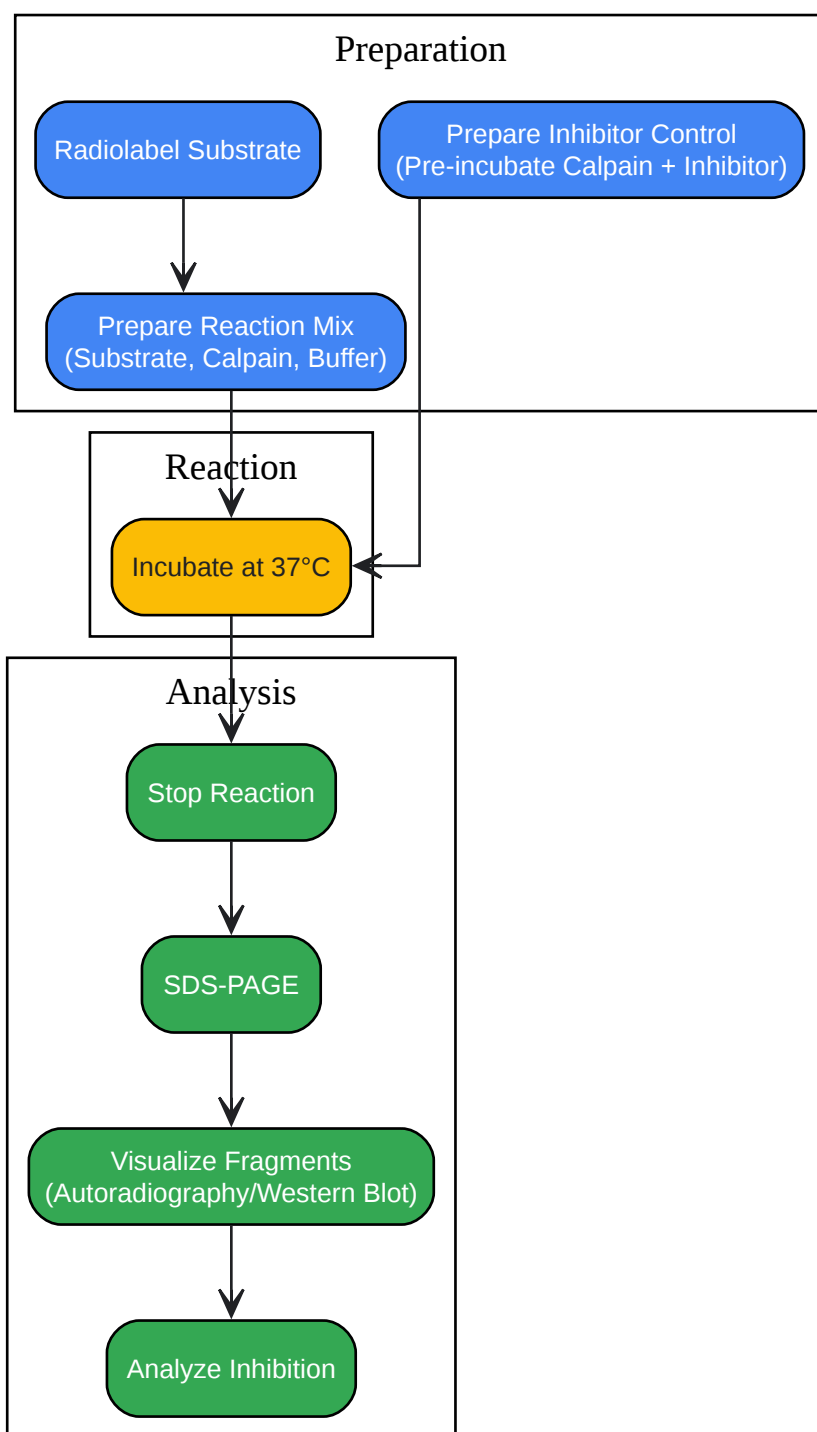 Preparation
Radiolabel Substrate
Prepare Inhibitor Control
(Pre-incubate Calpain + Inhibitor)
Prepare Reaction Mix
(Substrate, Calpain, Buffer)
Reaction
Incubate at 37°C
Analysis
Stop Reaction
SDS-PAGE
Visualize Fragments
(Autoradiography/Western Blot)
Analyze Inhibition